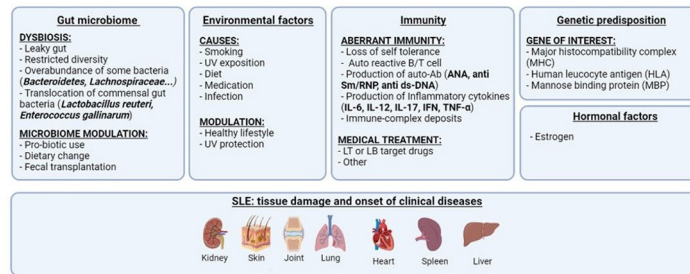 Gut microbiome
DYSBIOSIS:
- Leaky gut
- Restricted diversity
- Overabundance of some bacteria
(Bacteroidetes, Lachnospiraceae...)
- Translocation of commensal gut
bacteria (Lactobacillus reuteri,
Enterococcus gallinarum)
MICROBIOME MODULATION:
- Pro-biotic use
- Dietary change
- Fecal transplantation
Environmental factors
CAUSES:
- Smoking
- UV exposition
- Diet
- Medication
- Infection
MODULATION:
- Healthy lifestyle
- UV protection
Immunity
ABERRANT IMMUNITY:
- Loss of self tolerance
- Auto reactive B/T cell
- Production of auto-Ab (ANA, anti
Sm/RNP, anti ds-DNA)
- Production of Inflammatory cytokines
(IL-6, IL-12, IL-17, IFN, TNF-α)
- Immune-complex deposits
MEDICAL TREATMENT:
- LT or LB target drugs
- Other
Genetic predisposition
GENE OF INTEREST:
- Major histocompatibility complex
(MHC)
- Human leucocyte antigen (HLA)
- Mannose binding protein (MBP)
Hormonal factors
- Estrogen
SLE: tissue damage and onset of clinical diseases
Kidney Skin Joint Lung Heart Spleen Liver